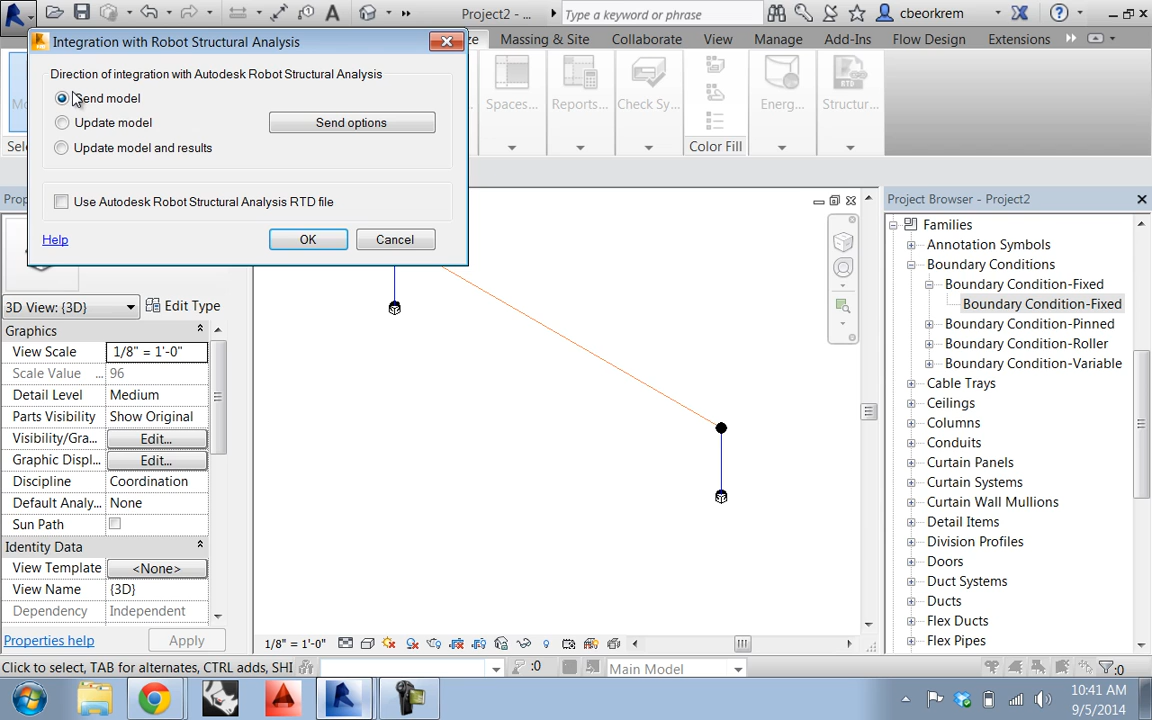 Project2 - ...
Type a keyword or phrase
cbeorkrem
Integration with Robot Structural Analysis
ze
Massing & Site
Collaborate
View
Manage
Add-Ins
Flow Design
Extensions
Direction of integration with Autodesk Robot Structural Analysis
Send model
Update model
Send options
Update model and results
Use Autodesk Robot Structural Analysis RTD file
Help
OK
Cancel
Mo
Sele
Spaces...
Reports...
Check Sy...
Color Fill
Energ...
Structur...
Prop
3D View: {3D}
Edit Type
Graphics
View Scale
1/8" = 1'-0"
Scale Value ...
96
Detail Level
Medium
Parts Visibility
Show Original
Visibility/Gra...
Edit...
Graphic Displ...
Edit...
Discipline
Coordination
Default Analy...
None
Sun Path
Identity Data
View Template
<None>
View Name
{3D}
Dependency
Independent
Properties help
Apply
Project Browser - Project2
Families
Annotation Symbols
Boundary Conditions
Boundary Condition-Fixed
Boundary Condition-Fixed
Boundary Condition-Pinned
Boundary Condition-Roller
Boundary Condition-Variable
Cable Trays
Ceilings
Columns
Conduits
Curtain Panels
Curtain Systems
Curtain Wall Mullions
Detail Items
Division Profiles
Doors
Duct Systems
Ducts
Flex Ducts
Flex Pipes
1/8" = 1'-0"
Click to select, TAB for alternates, CTRL adds, SHI
:0
Main Model
:0
10:41 AM
9/5/2014